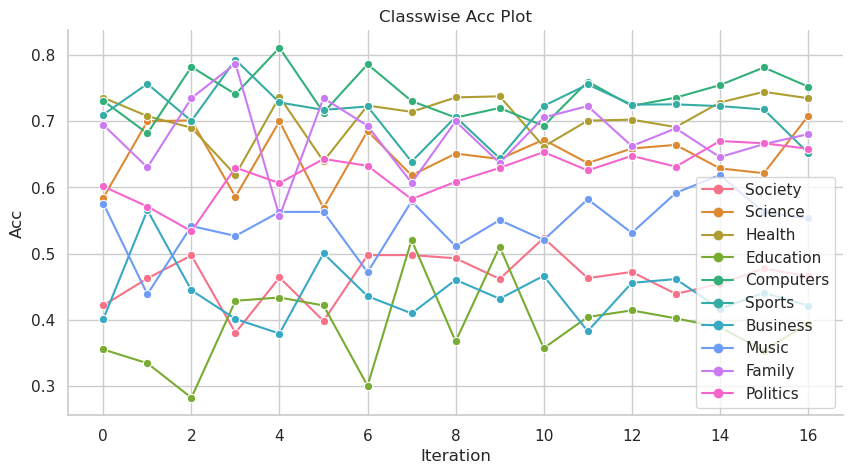 Classwise Acc Plot
Acc
0.8
0.7
0.6
0.5
0.4
0.3
Society
Science
Health
Education
Computers
Sports
Business
Music
Family
Politics
0 2 4 6 8 10 12 14 16
Iteration